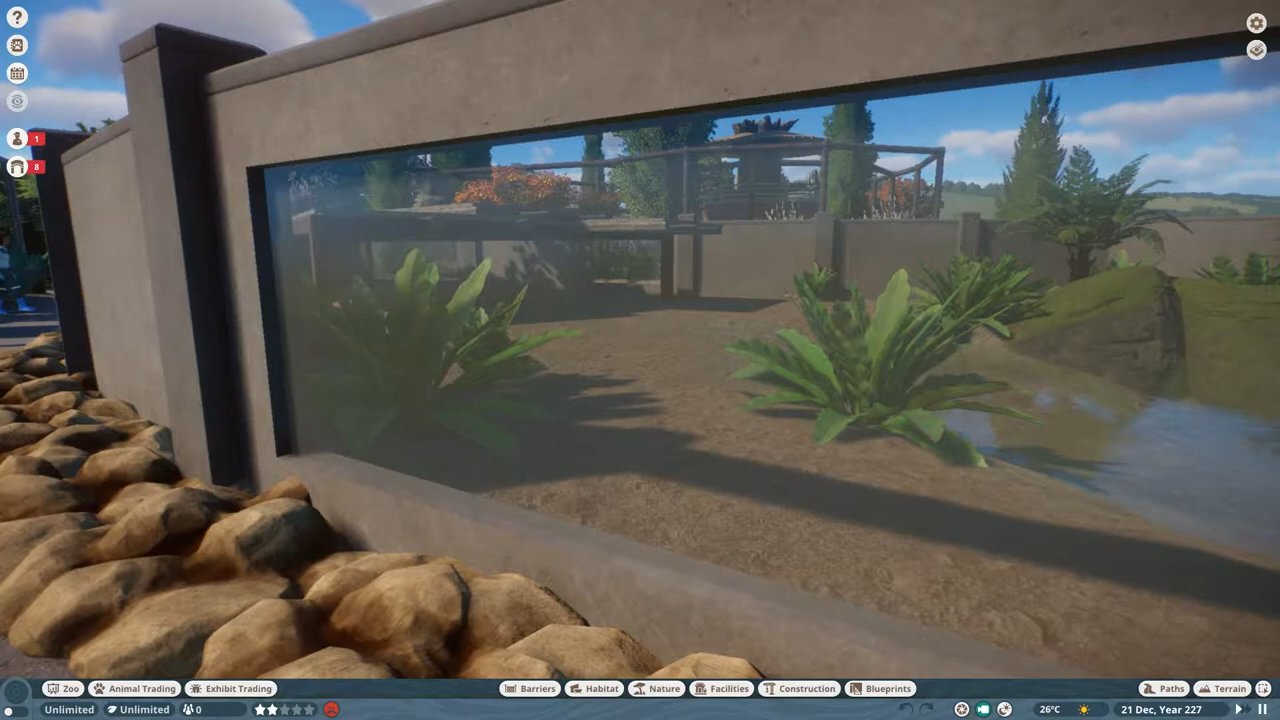 ?
1
8
Zoo
Animal Trading
Exhibit Trading
Barriers
Habitat
Nature
Facilities
Construction
Blueprints
Paths
Terrain
Unlimited
Unlimited
0
26°C
21 Dec, Year 227